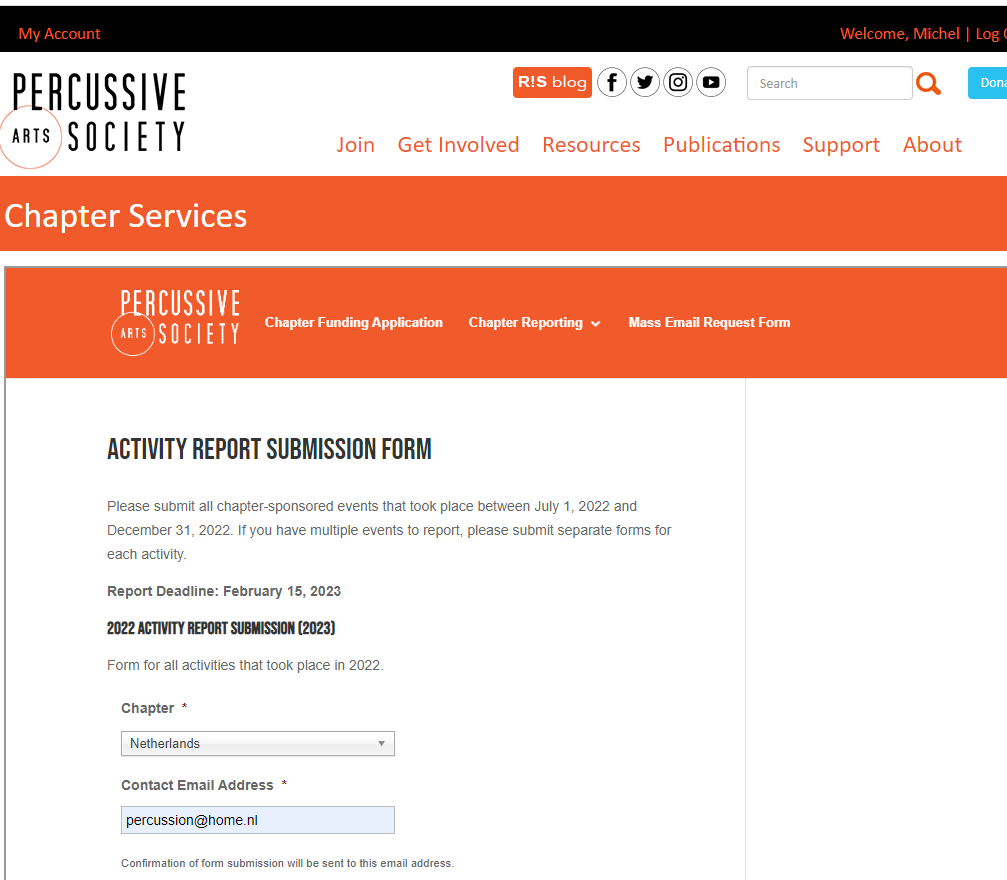 My Account
Welcome, Michel | Log
PERCUSSIVE
ARTS SOCIETY
R!S blog
Search
Join Get Involved Resources Publications Support About
Chapter Services
PERCUSSIVE
ARTS SOCIETY
Chapter Funding Application Chapter Reporting Mass Email Request Form
ACTIVITY REPORT SUBMISSION FORM
Please submit all chapter-sponsored events that took place between July 1, 2022 and
December 31, 2022. If you have multiple events to report, please submit separate forms for
each activity.
Report Deadline: February 15, 2023
2022 ACTIVITY REPORT SUBMISSION (2023)
Form for all activities that took place in 2022.
Chapter *
Netherlands
Contact Email Address *
percussion@home.nl
Confirmation of form submission will be sent to this email address.